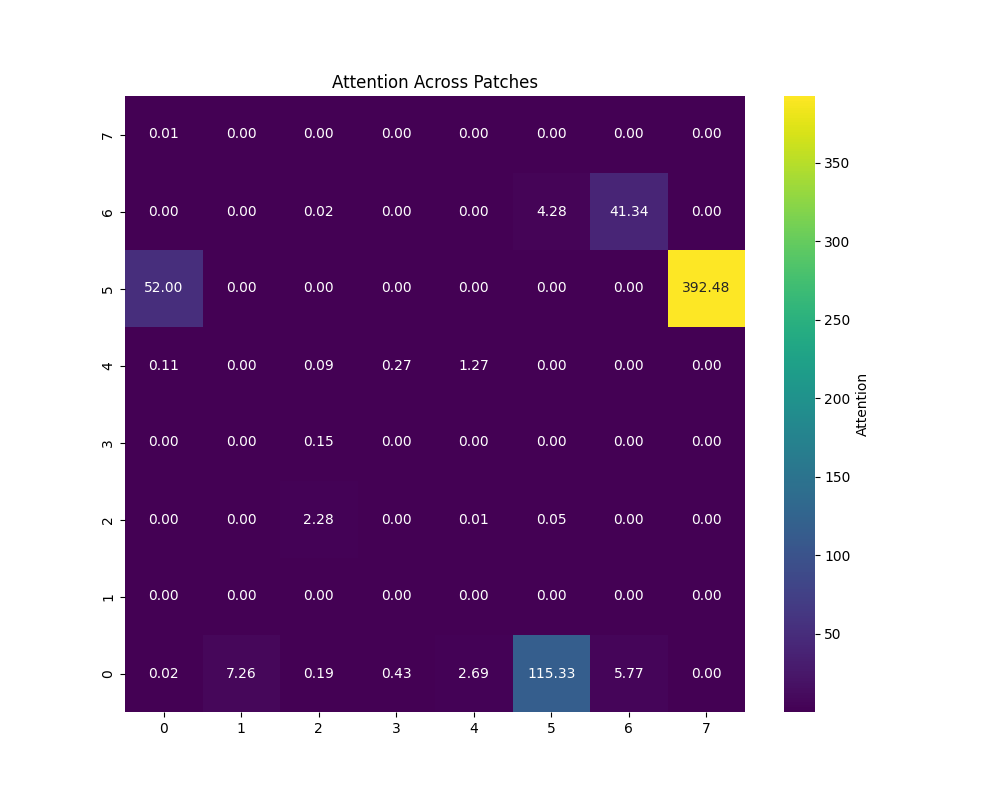 Attention Across Patches
7 0.01 0.00 0.00 0.00 0.00 0.00 0.00 0.00
350
6 0.00 0.00 0.02 0.00 0.00 4.28 41.34 0.00
300
5 52.00 0.00 0.00 0.00 0.00 0.00 0.00 392.48
250
4 0.11 0.00 0.09 0.27 1.27 0.00 0.00 0.00
200
Attention
3 0.00 0.00 0.15 0.00 0.00 0.00 0.00 0.00
150
2 0.00 0.00 2.28 0.00 0.01 0.05 0.00 0.00
100
1 0.00 0.00 0.00 0.00 0.00 0.00 0.00 0.00
50
0 0.02 7.26 0.19 0.43 2.69 115.33 5.77 0.00
0 1 2 3 4 5 6 7